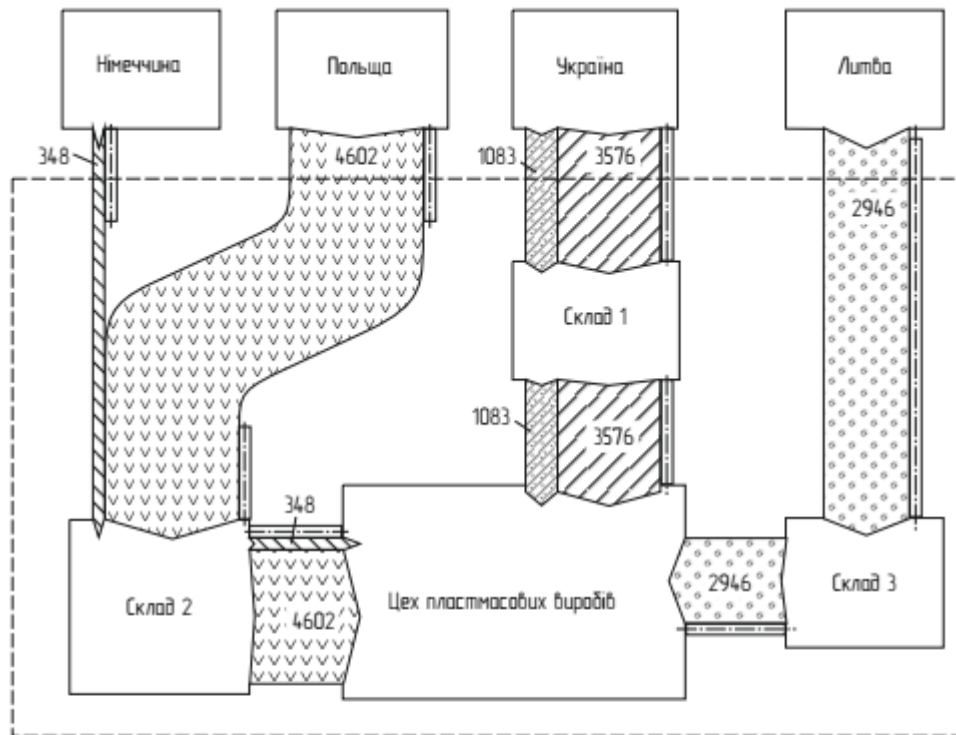 Німеччина
Польща
Україна
Литва
348
4602
1083
3576
2946
Склад 1
1083
3576
348
Склад 2
4602
Цех пластмасових виробів
2946
Склад 3